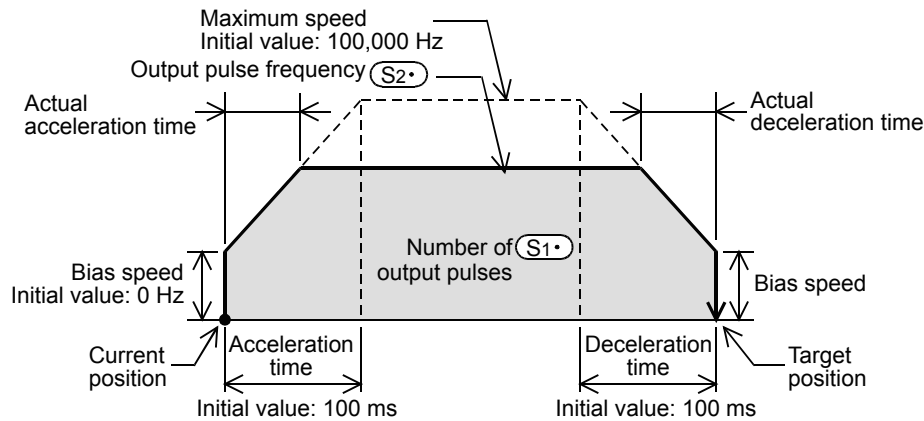 Maximum speed
Initial value: 100,000 Hz
Output pulse frequency S2•
Actual
acceleration time
Actual
deceleration time
Number of S1•
output pulses
Bias speed
Initial value: 0 Hz
Bias speed
Current
position
Acceleration
time
Deceleration
time
Target
position
Initial value: 100 ms
Initial value: 100 ms